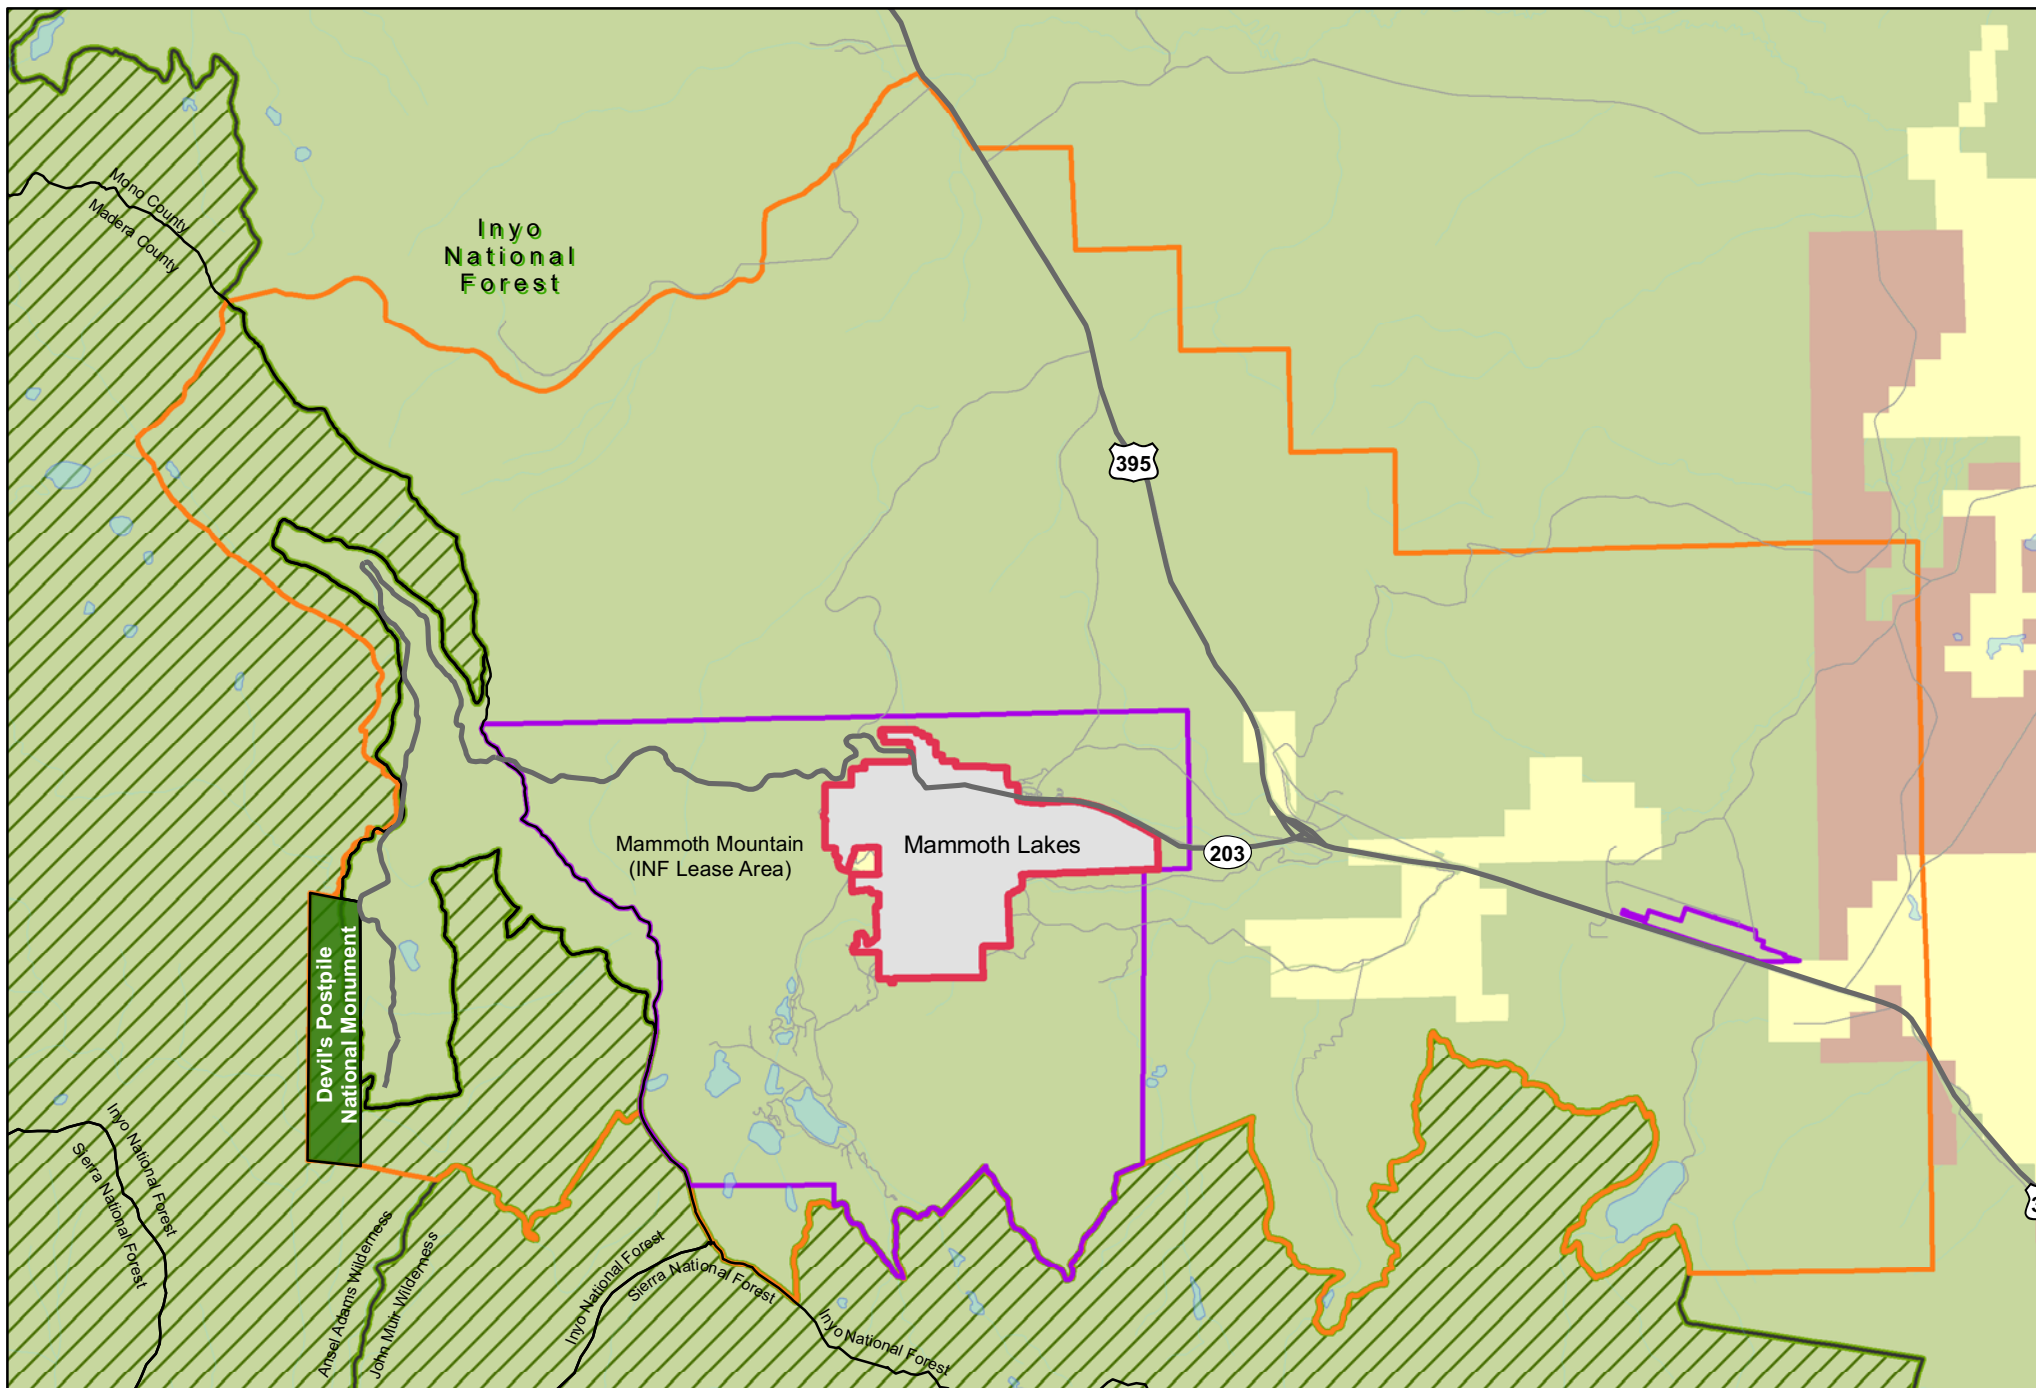 Mono County
Madera County
Inyo
National
Forest
395
Mammoth Mountain
(INF Lease Area)
Mammoth Lakes
203
Devil's Postpile
National Monument
Inyo National Forest
Sierra National Forest
Ansel Adams Wilderness
John Muir Wilderness
Inyo National Forest
Sierra National Forest
Inyo National Forest